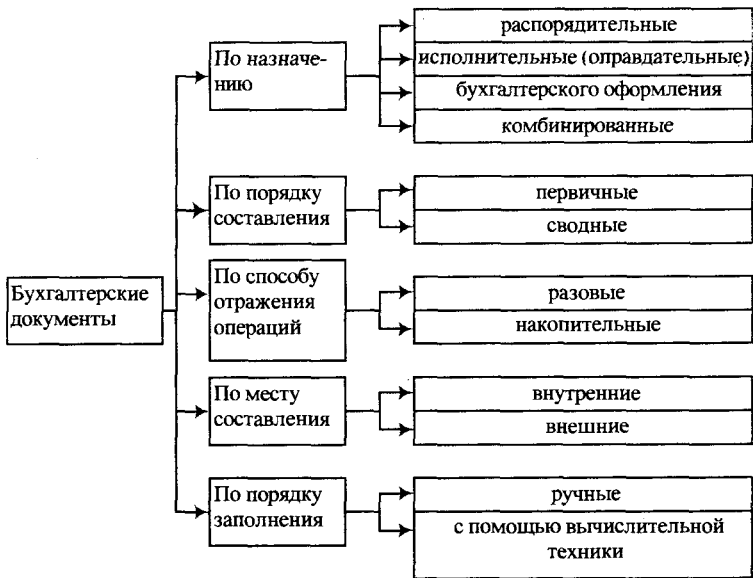 По назначе-
нию
распорядительные
исполнительные (оправдательные)
бухгалтерского оформления
комбинированные
По порядку
составления
первичные
сводные
Бухгалтерские
документы
По способу
отражения
операций
разовые
накопительные
По месту
составления
внутренние
внешние
По порядку
заполнения
ручные
с помощью вычислительной
техники